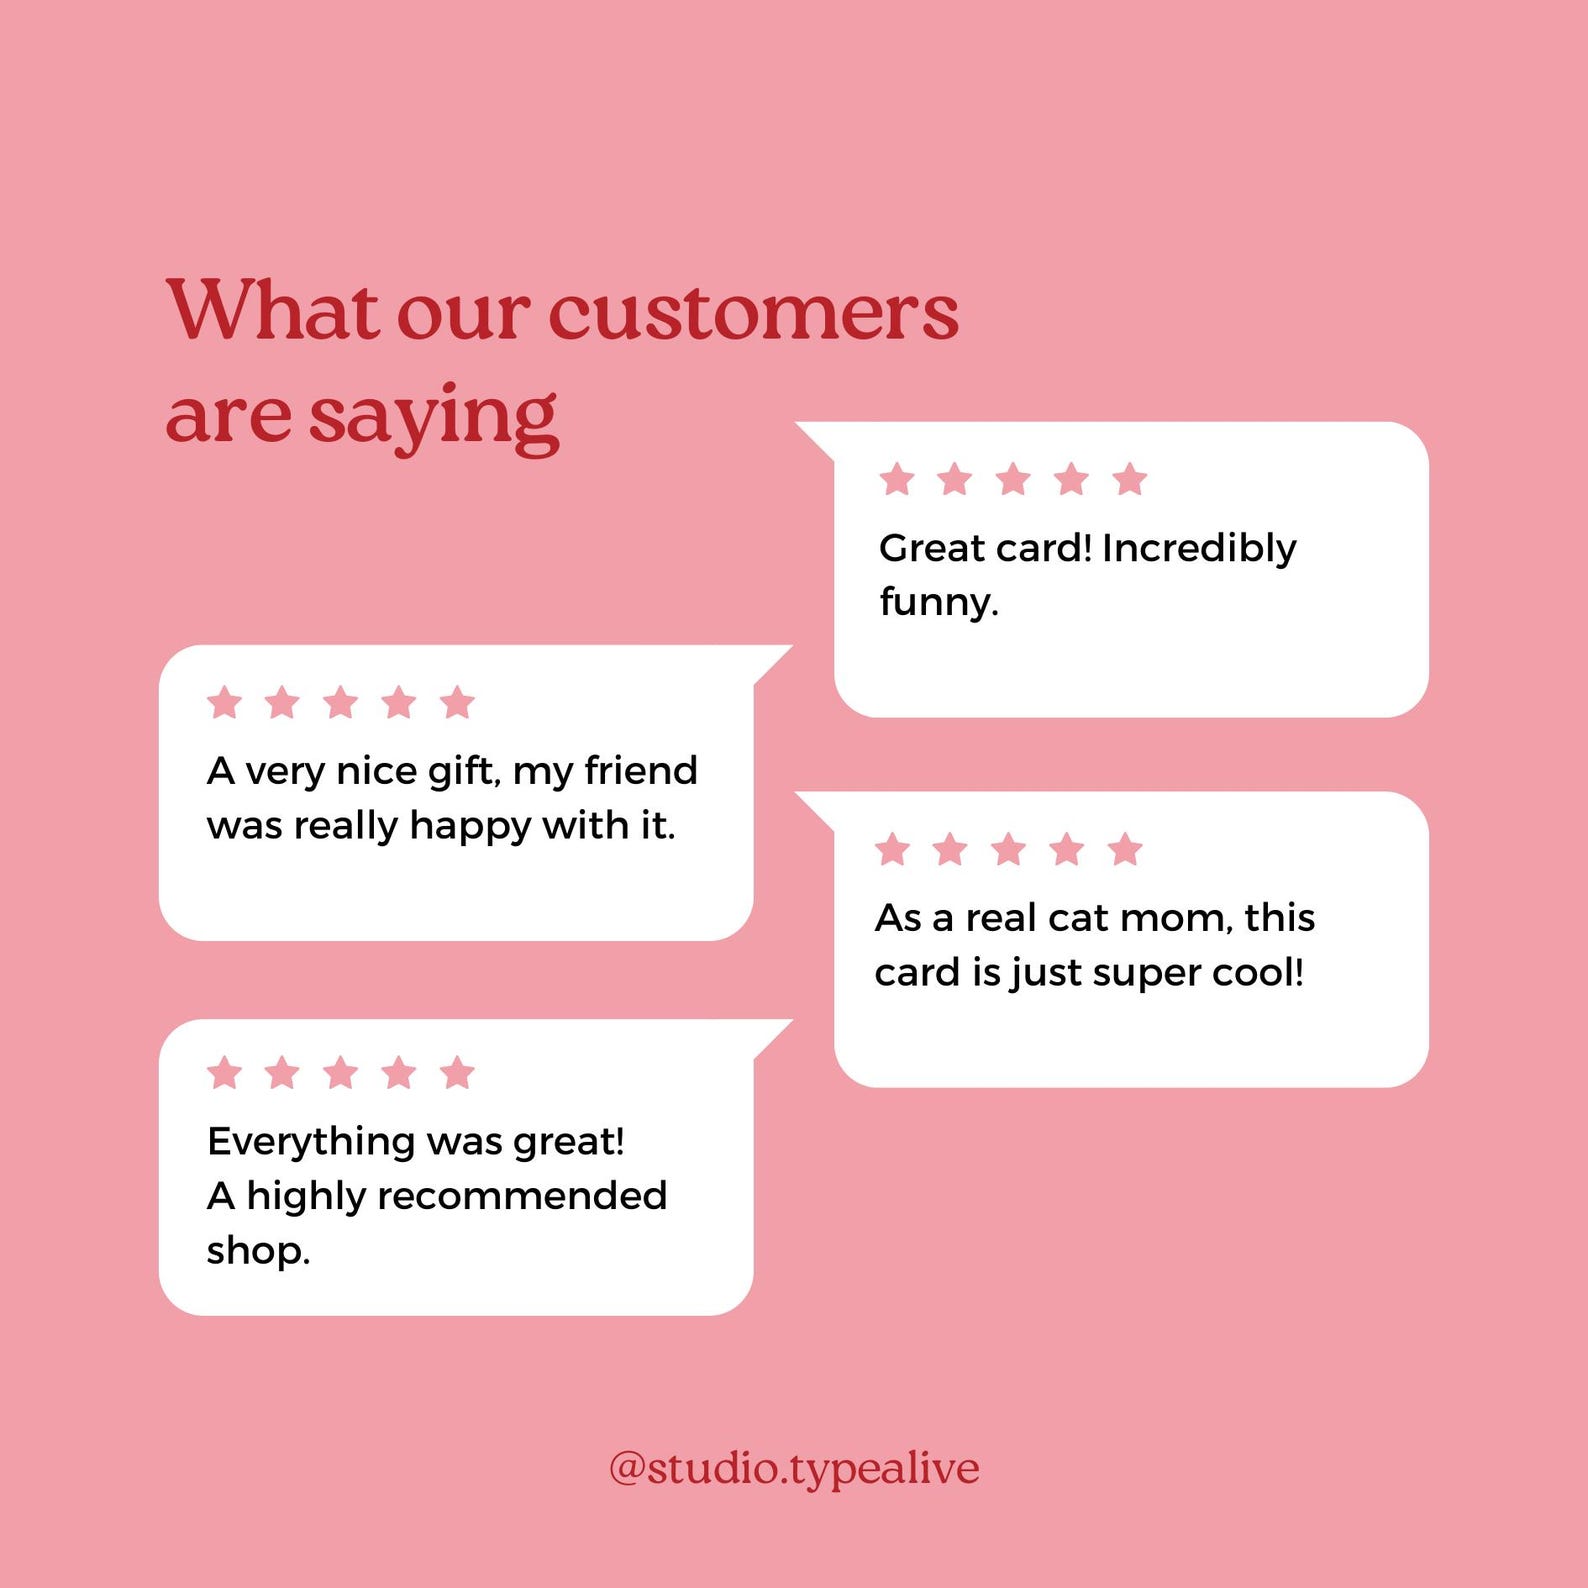 What our customers
are saying
Great card! Incredibly
funny.
A very nice gift, my friend
was really happy with it.
As a real cat mom, this
card is just super cool!
Everything was great!
A highly recommended
shop.
@studio.typealive